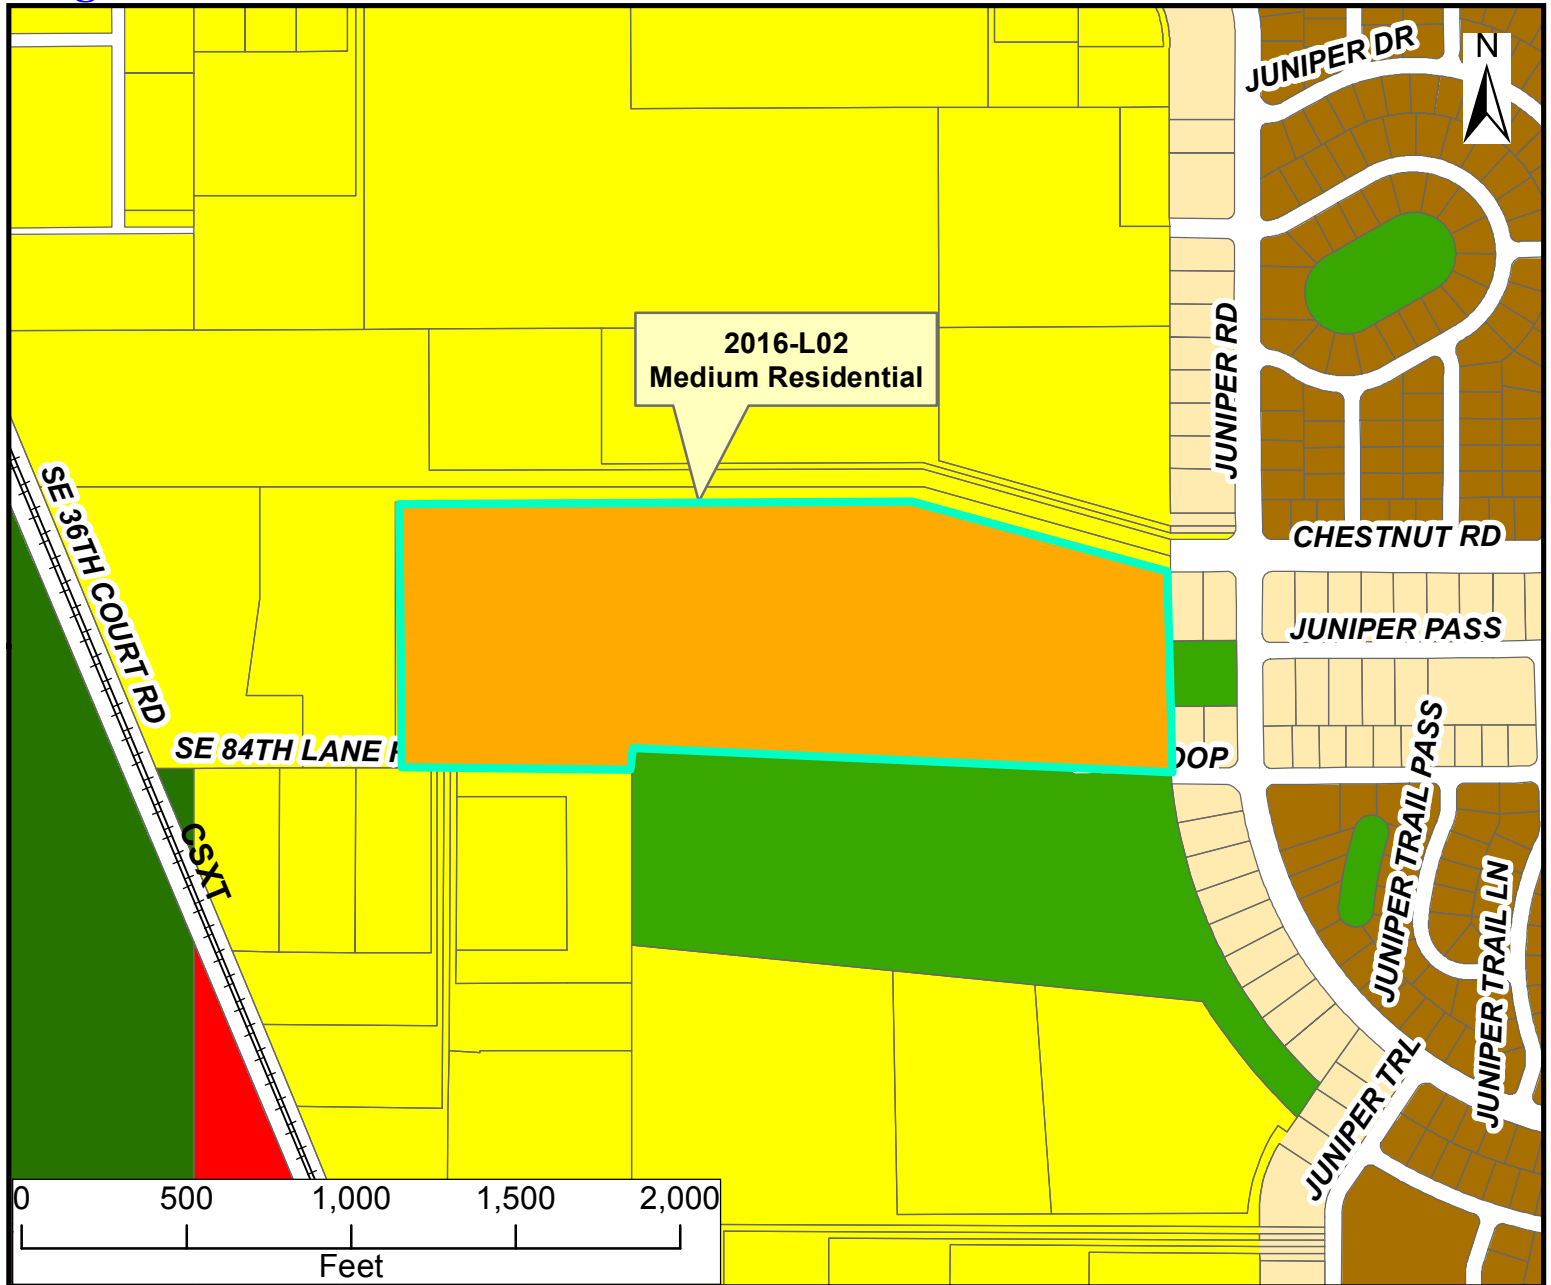 JUNIPER DR
N
2016-L02
Medium Residential
JUNIPER RD
SE 36TH COURT RD
CHESTNUT RD
JUNIPER PASS
SE 84TH LANE
OOP
JUNIPER TRAIL PASS
CSXT
JUNIPER TRAIL LN
JUNIPER TRL
0 500 1,000 1,500 2,000
Feet